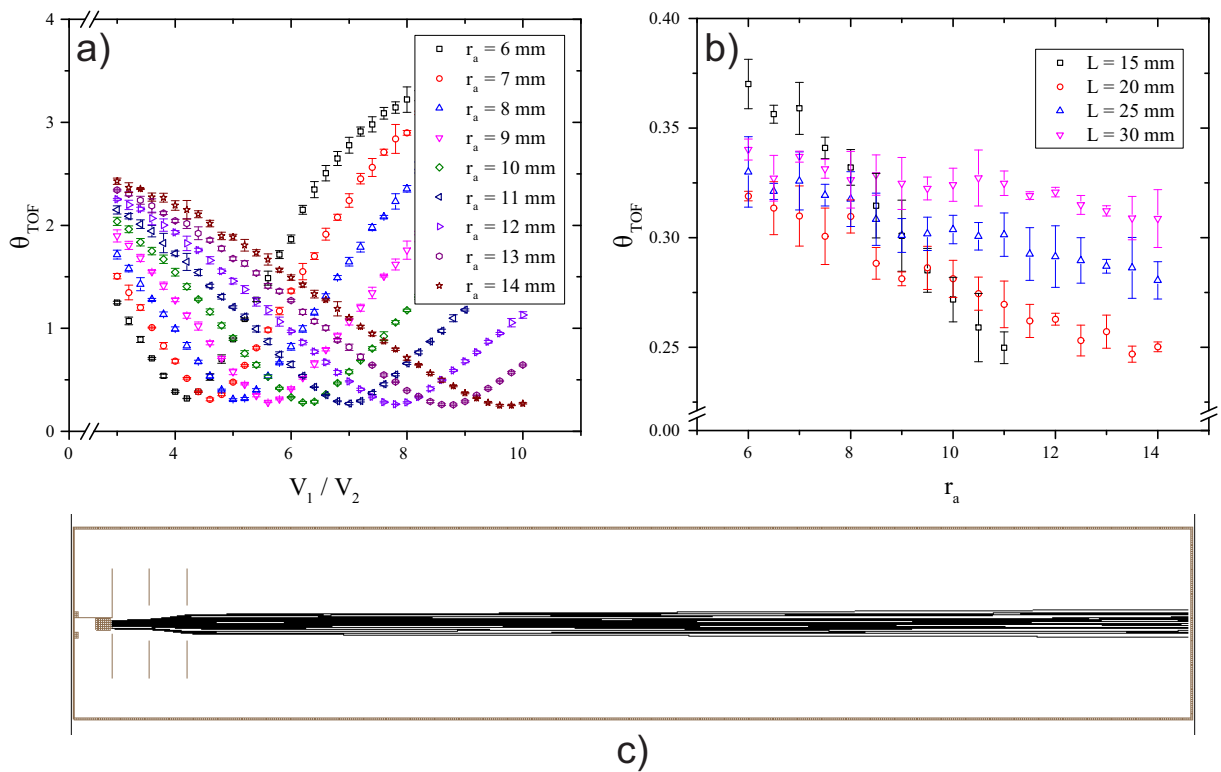 a)
4
3
2
1
0
θTOF
0
4
6
8
10
V1 / V2
ra = 6 mm
ra = 7 mm
ra = 8 mm
ra = 9 mm
ra = 10 mm
ra = 11 mm
ra = 12 mm
ra = 13 mm
ra = 14 mm
b)
0.40
0.35
0.30
0.25
0.00
θTOF
6
8
10
12
14
ra
L = 15 mm
L = 20 mm
L = 25 mm
L = 30 mm
c)